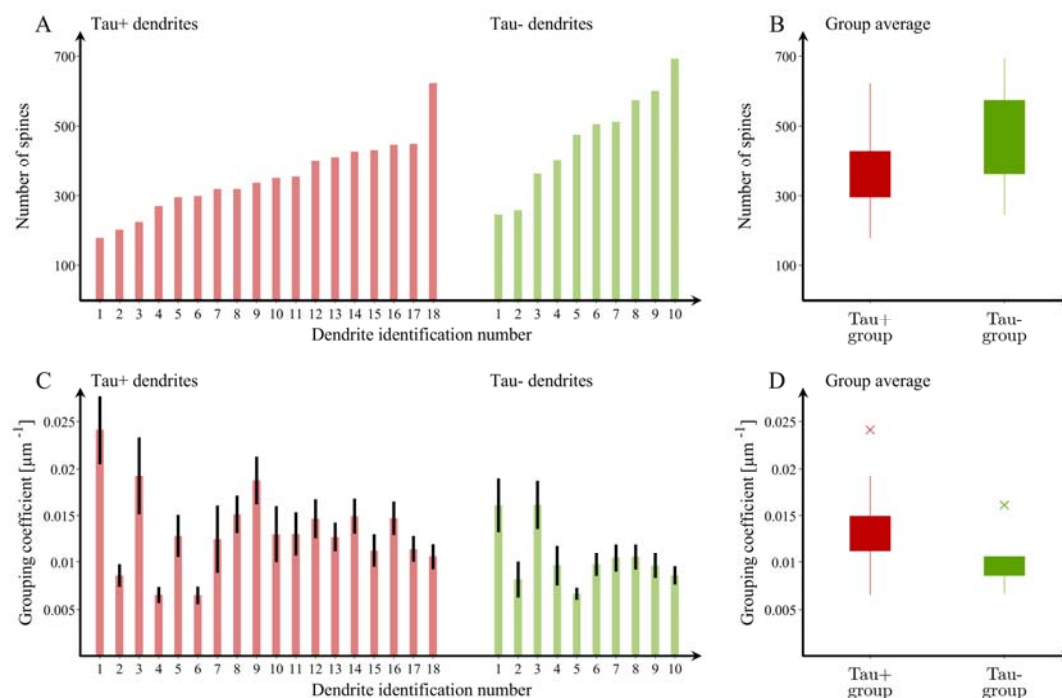 A
Tau+ dendrites
Tau- dendrites
Number of spines
700
500
300
100
1 2 3 4 5 6 7 8 9 10 11 12 13 14 15 16 17 18
1 2 3 4 5 6 7 8 9 10
Dendrite identification number
B
Group average
Number of spines
700
500
300
100
Tau+
group
Tau-
group
C
Tau+ dendrites
Tau- dendrites
Grouping coefficient [µm⁻¹]
0.025
0.02
0.015
0.01
0.005
1 2 3 4 5 6 7 8 9 10 11 12 13 14 15 16 17 18
1 2 3 4 5 6 7 8 9 10
Dendrite identification number
D
Group average
Grouping coefficient [µm⁻¹]
0.025
0.02
0.015
0.01
0.005
Tau+
group
Tau-
group